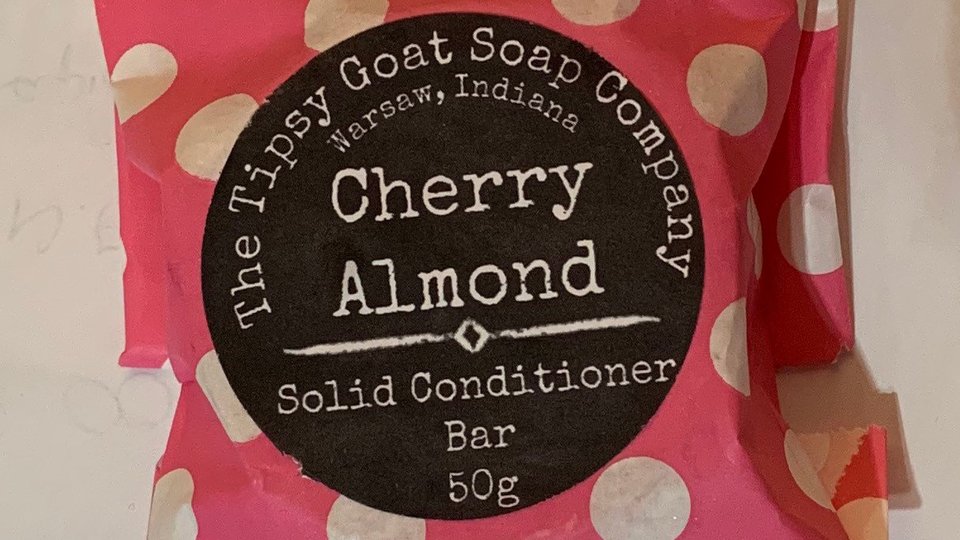 The Tipsy Goat Soap Company
Warsaw, Indiana
Cherry
Almond
Solid Conditioner
Bar
50g